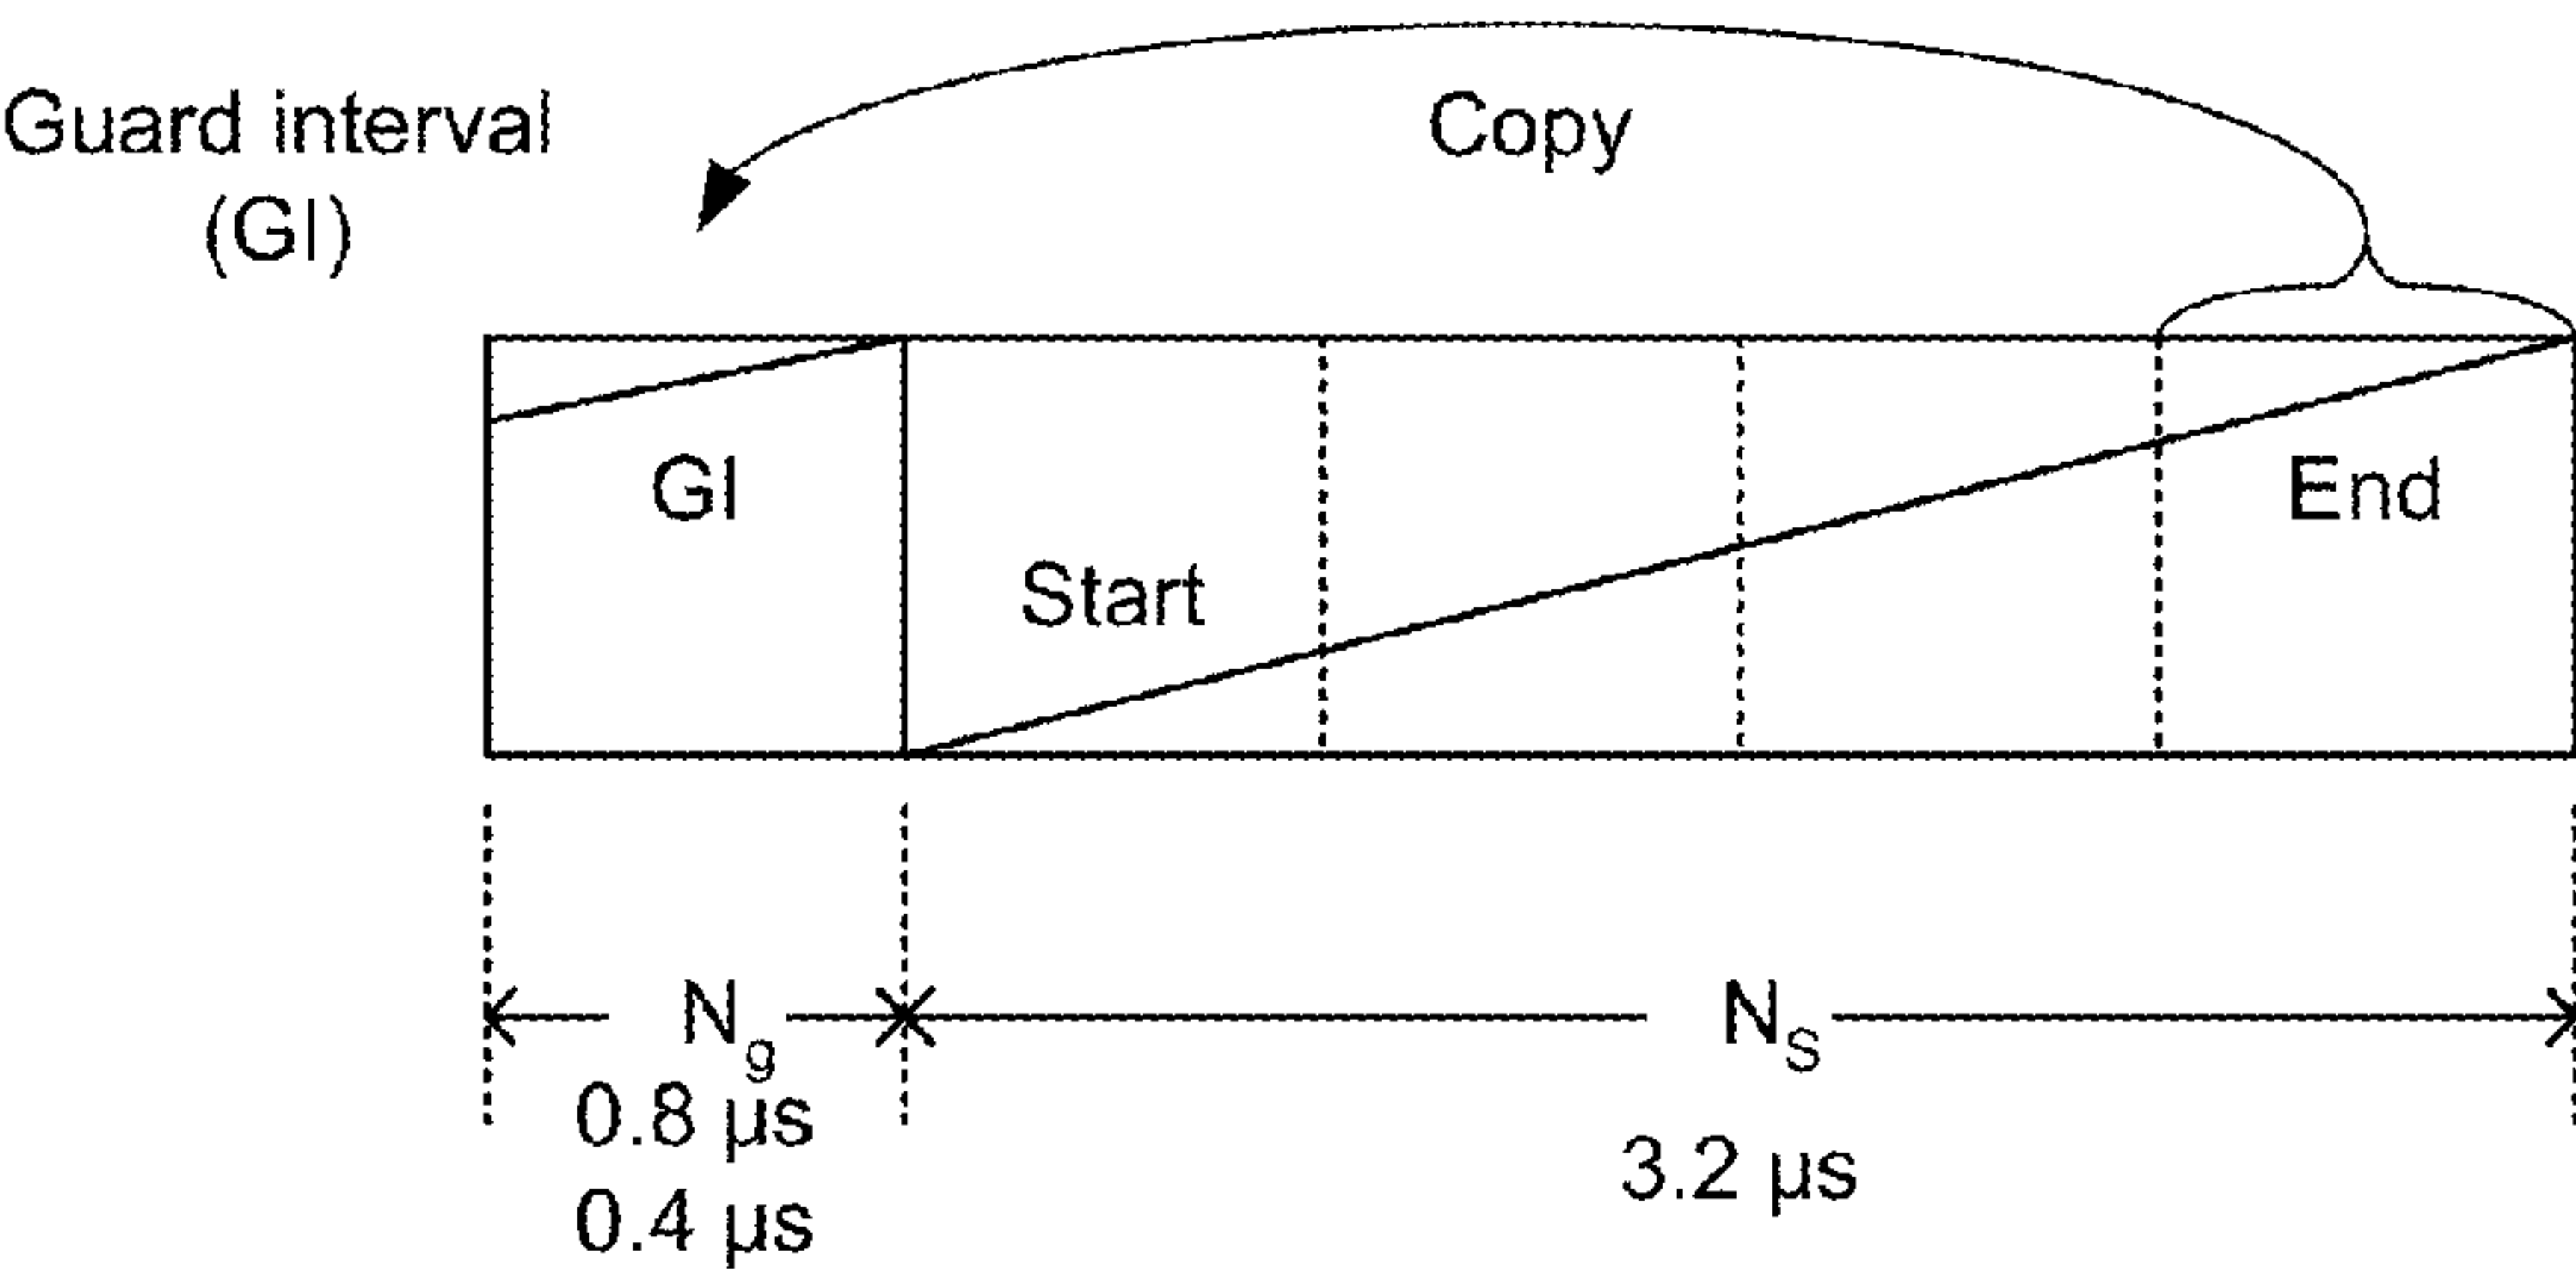 Guard interval
(GI)
Copy
GI
Start
End
Ng
0.8 µs
0.4 µs
NS
3.2 µs